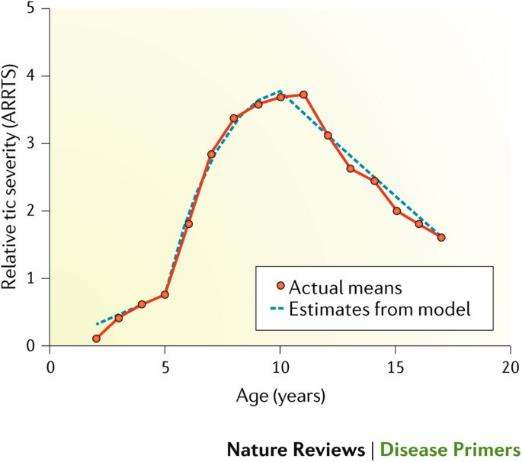 5
4
3
2
1
0
Relative tic severity (ARRTS)
Actual means
Estimates from model
0 5 10 15 20
Age (years)
Nature Reviews | Disease Primers